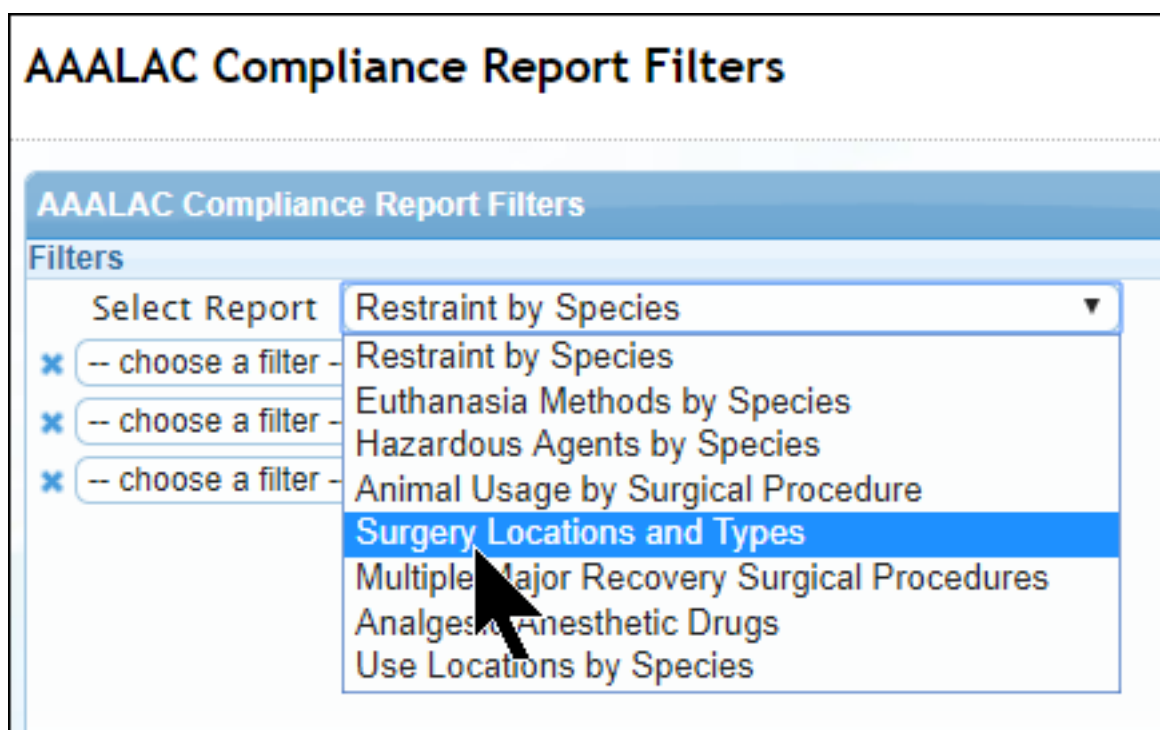 AAALAC Compliance Report Filters
AAALAC Compliance Report Filters
Filters
Select Report Restraint by Species
-- choose a filter -
-- choose a filter -
-- choose a filter -
Restraint by Species
Euthanasia Methods by Species
Hazardous Agents by Species
Animal Usage by Surgical Procedure
Surgery Locations and Types
Multiple Major Recovery Surgical Procedures
Anesthetic Drugs
Use Locations by Species